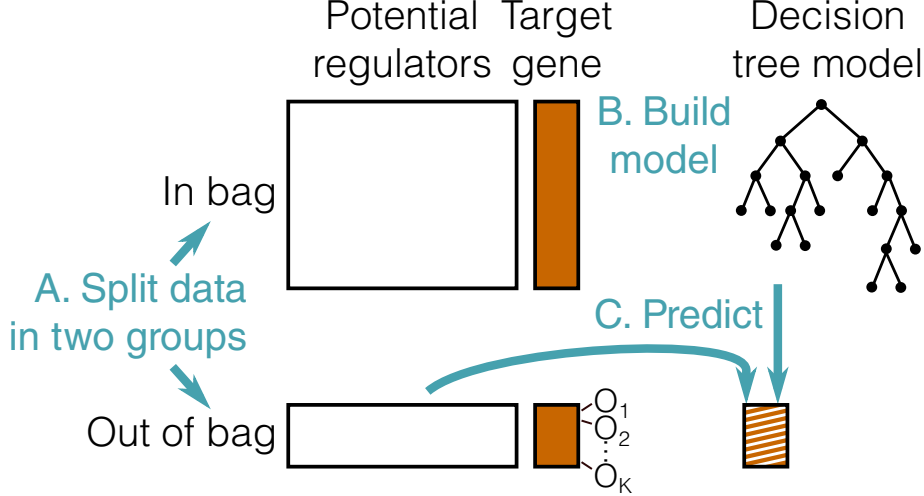 Potential
regulators
Target
gene
Decision
tree model
B. Build
model
In bag
A. Split data
in two groups
C. Predict
Out of bag
O1
O2
OK